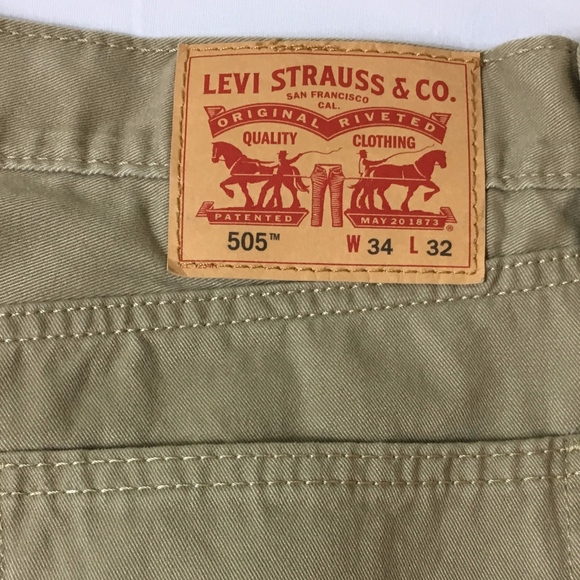 LEVI STRAUSS & CO.
SAN FRANCISCO
CAL.
ORIGINAL RIVETED
QUALITY CLOTHING
PATENTED MAY 20 1873 ®
505™ W 34 L 32